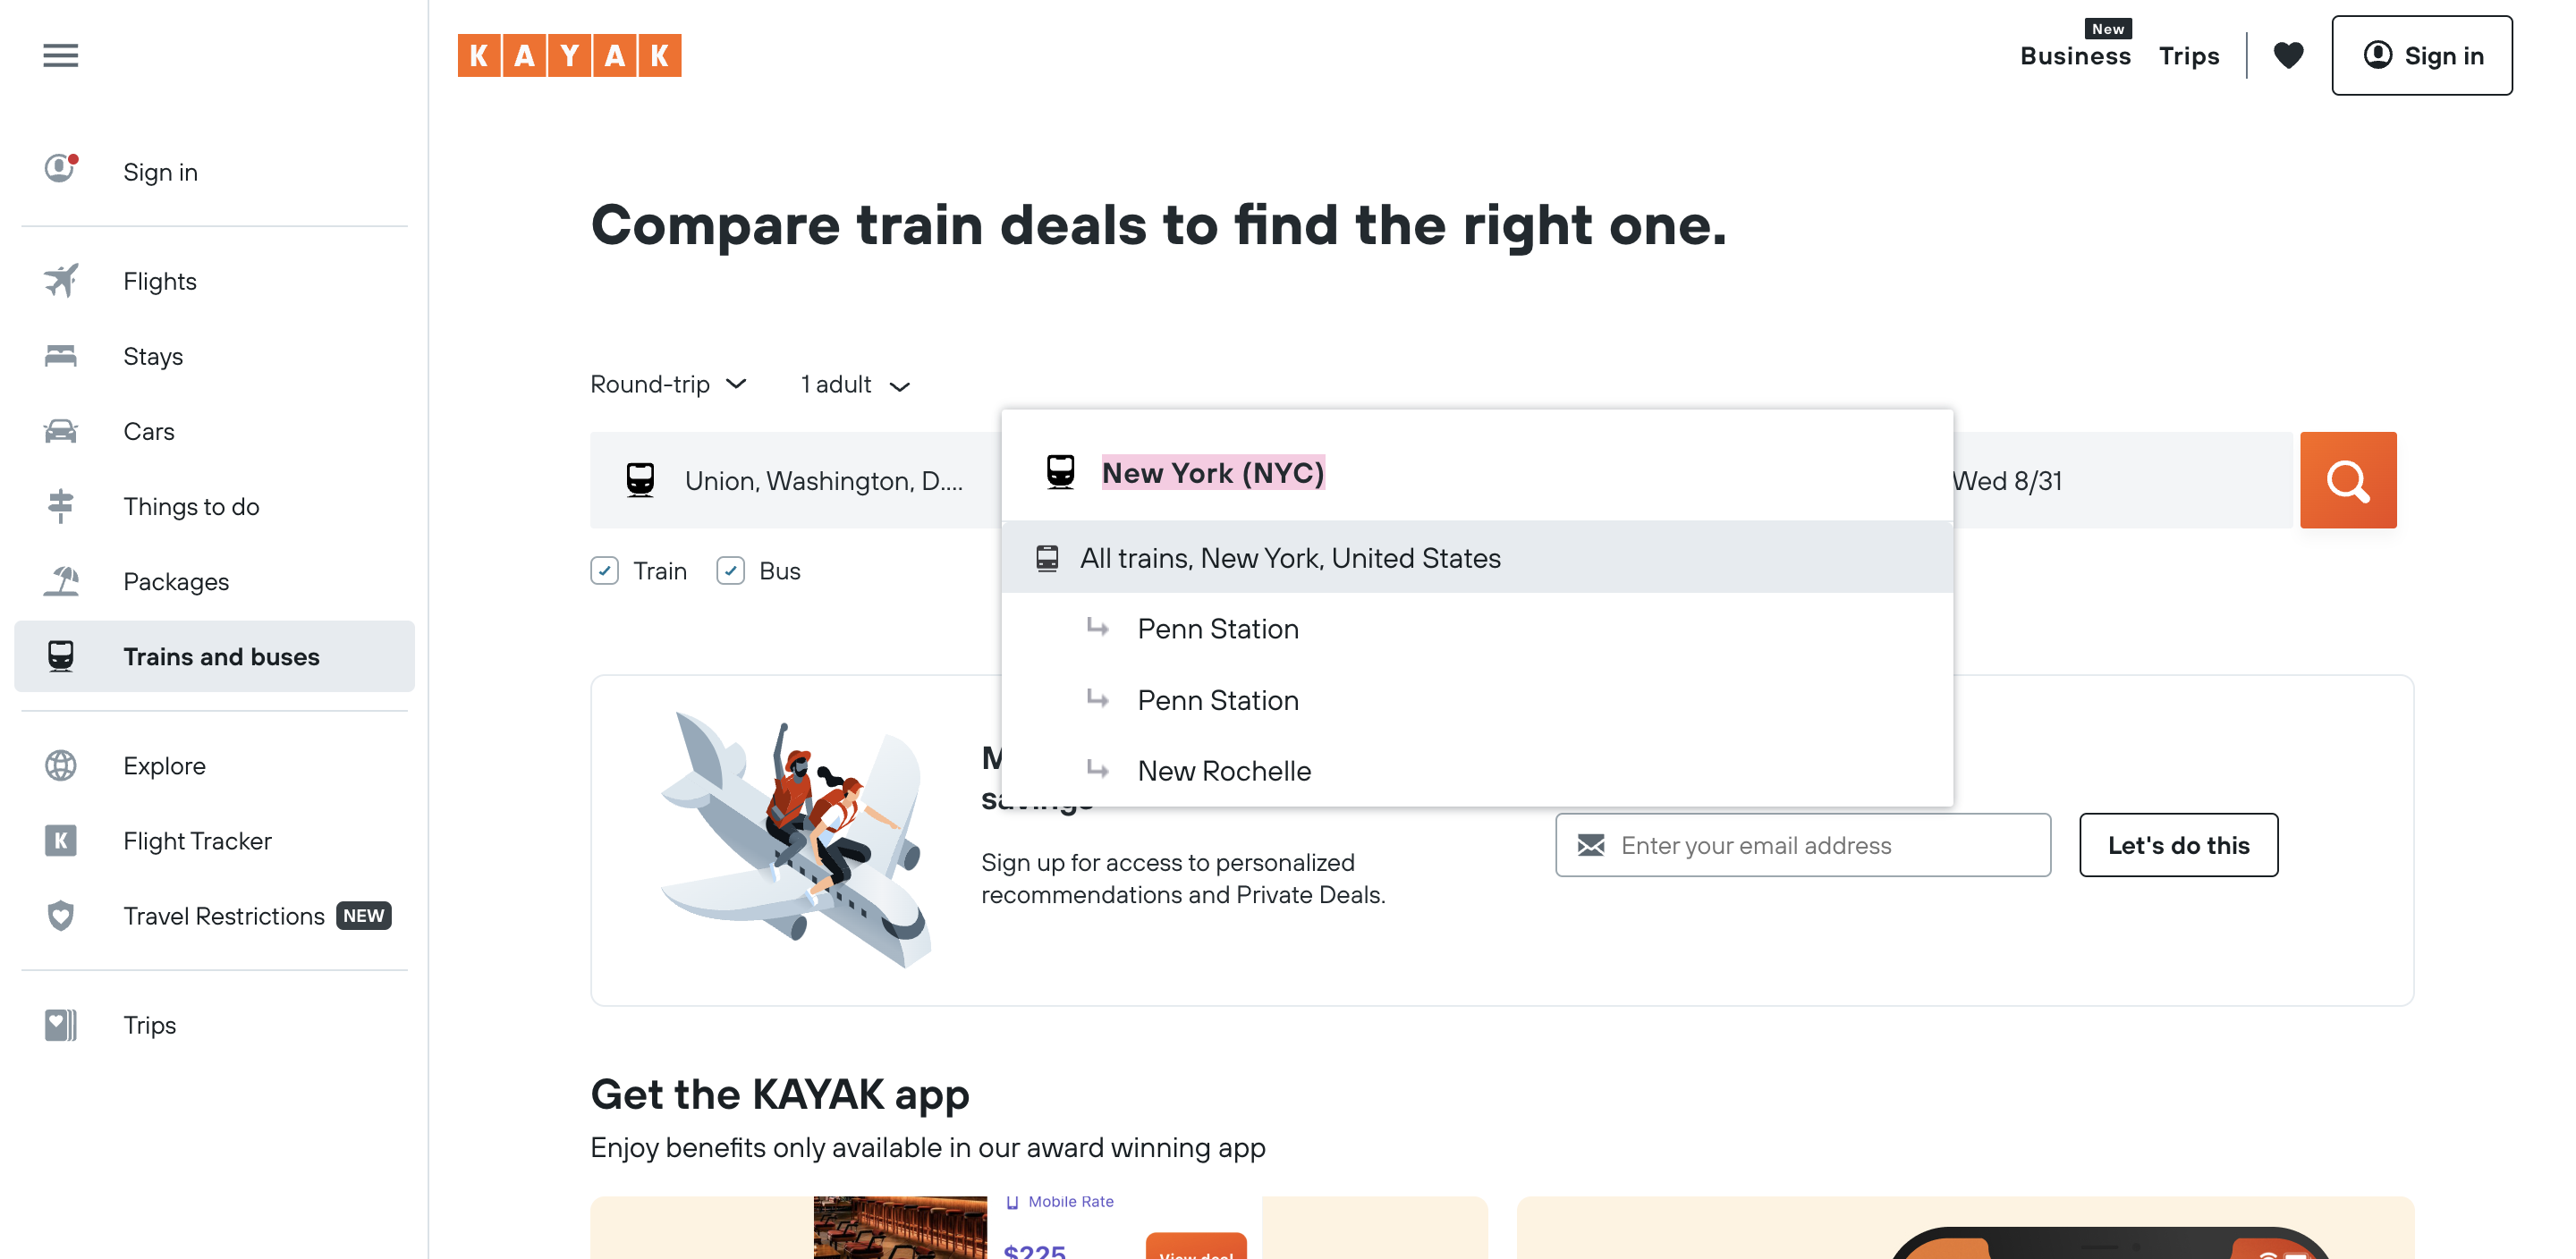 KAYAK
New
Business
Trips
Sign in
Sign in
Flights
Stays
Cars
Things to do
Packages
Trains and buses
Explore
K
Flight Tracker
Travel Restrictions NEW
Trips
Compare train deals to find the right one.
Round-trip
1 adult
Union, Washington, D....
New York (NYC)
Wed 8/31
All trains, New York, United States
Penn Station
Penn Station
New Rochelle
Train
Bus
savings
Sign up for access to personalized
recommendations and Private Deals.
Enter your email address
Let's do this
Get the KAYAK app
Enjoy benefits only available in our award winning app
Mobile Rate
$225
View deal